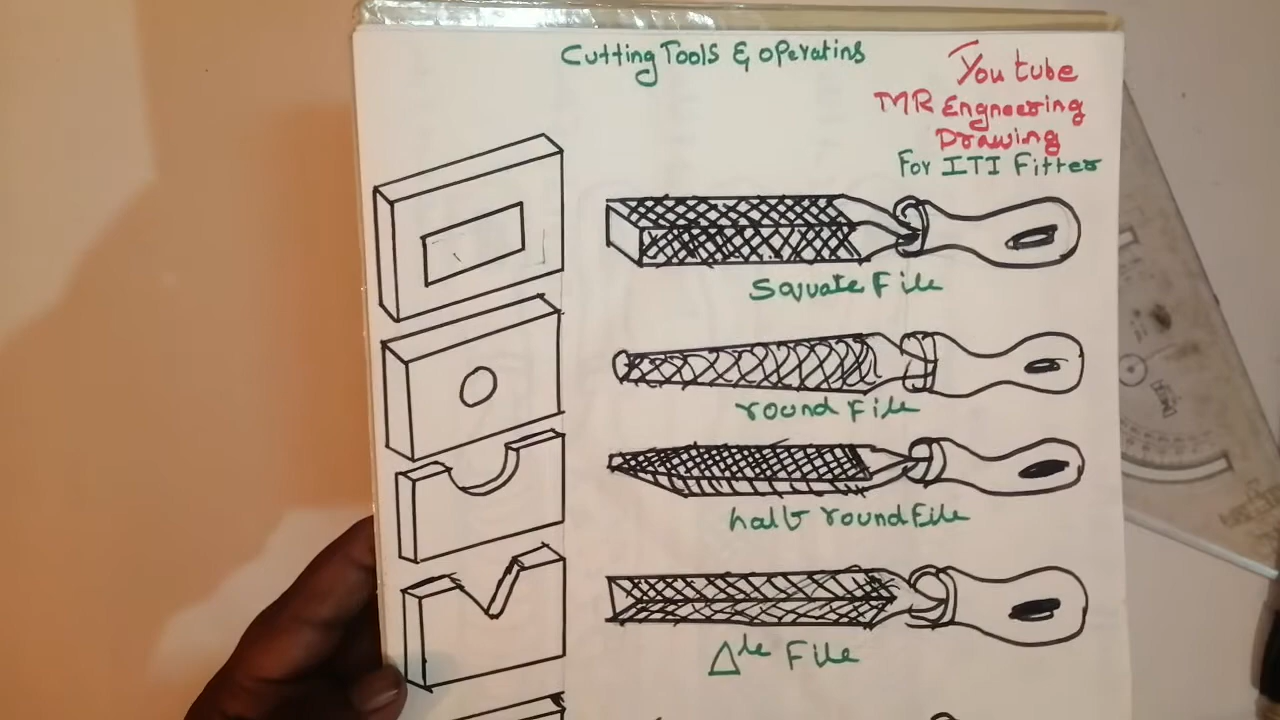 Cutting Tools & operatins
You tube
MR Engneering
Drawing
For ITI Fitter
Squate File
round File
half round File
Δle File